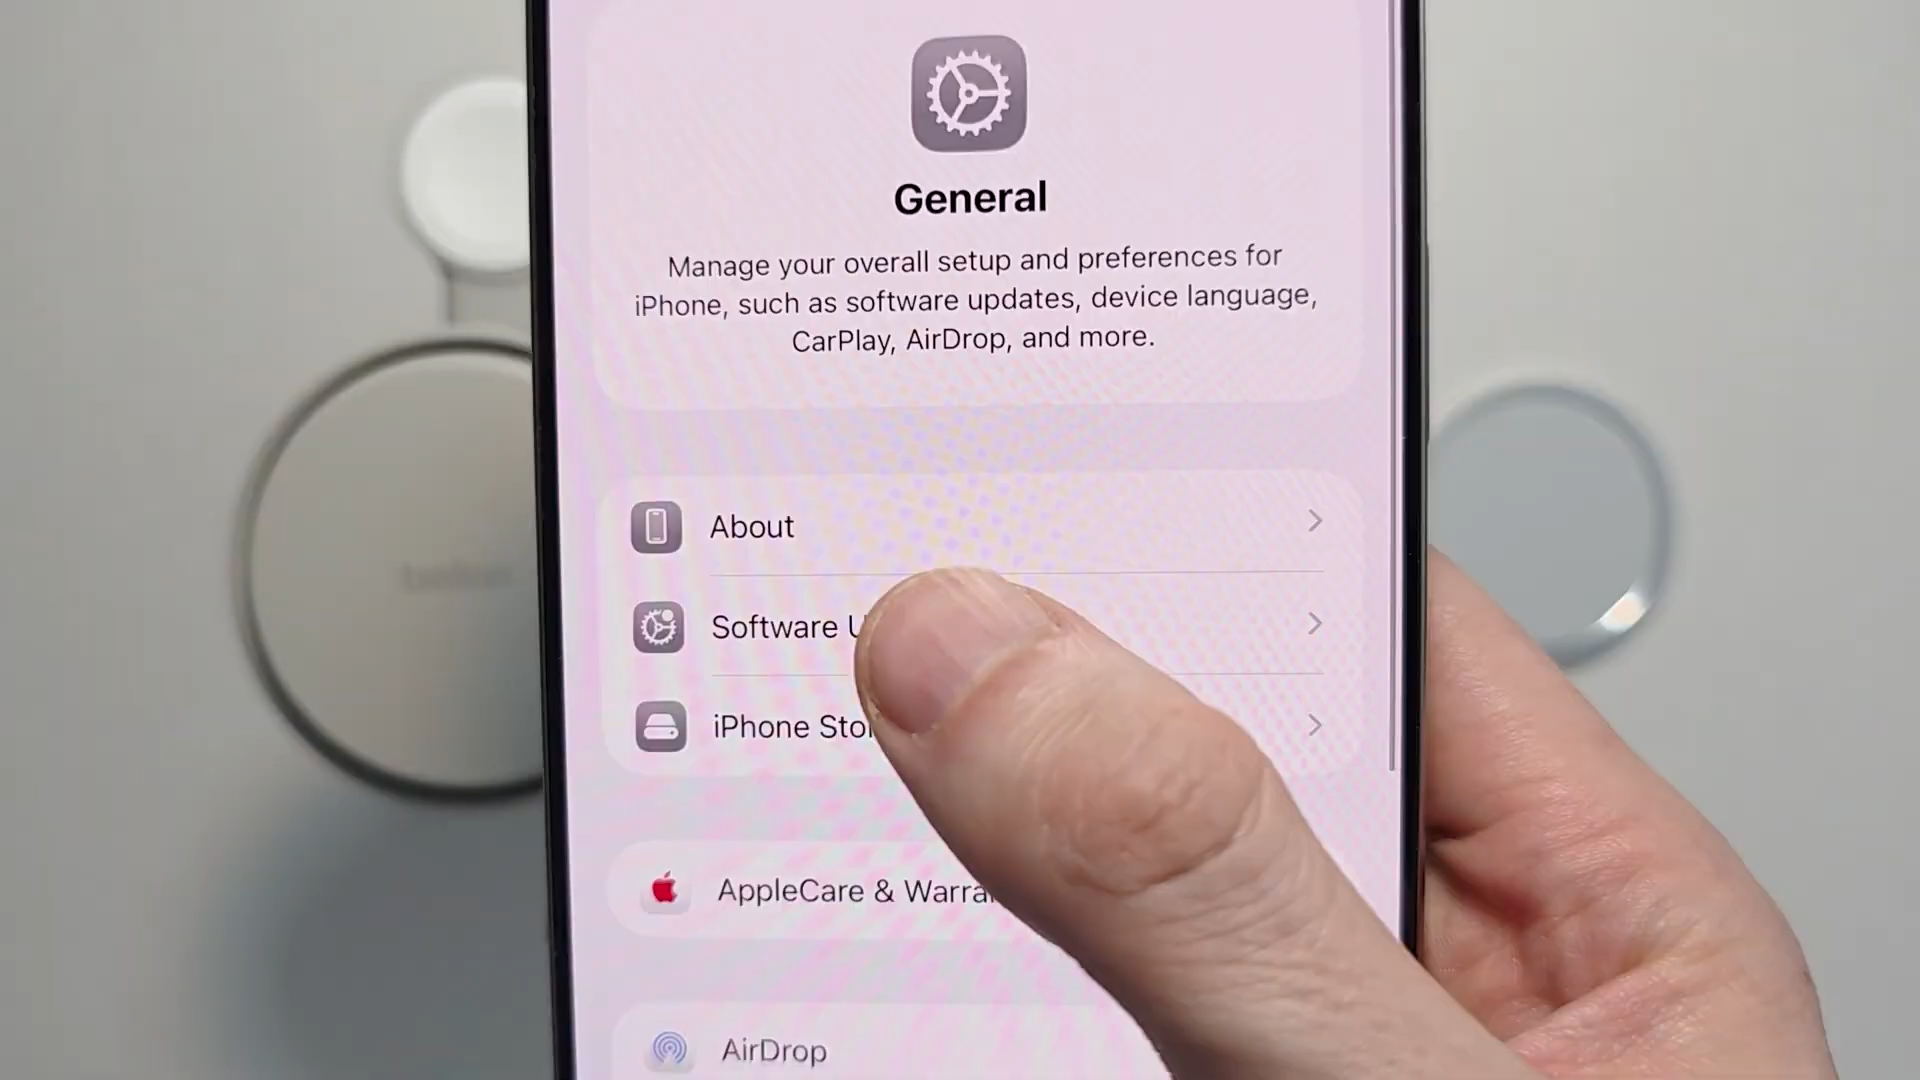 General
Manage your overall setup and preferences for
iPhone, such as software updates, device language,
CarPlay, AirDrop, and more.
About
Software
iPhone
AppleCare &
AirDrop